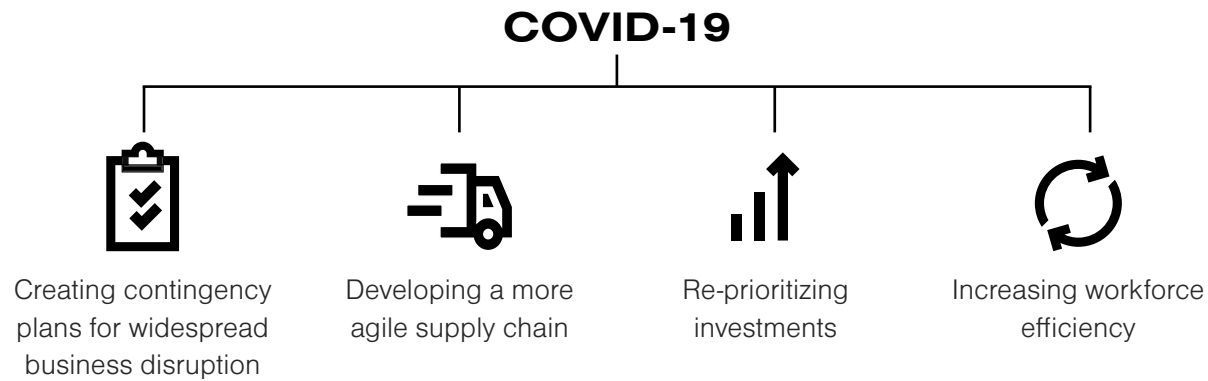 COVID-19
Creating contingency
plans for widespread
business disruption
Developing a more
agile supply chain
Re-prioritizing
investments
Increasing workforce
efficiency